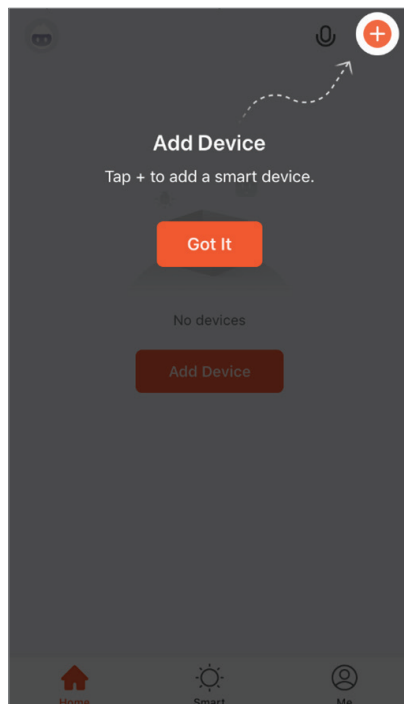 Add Device
Tap + to add a smart device.
Got It
No devices
Add Device
Home
Smart
Me